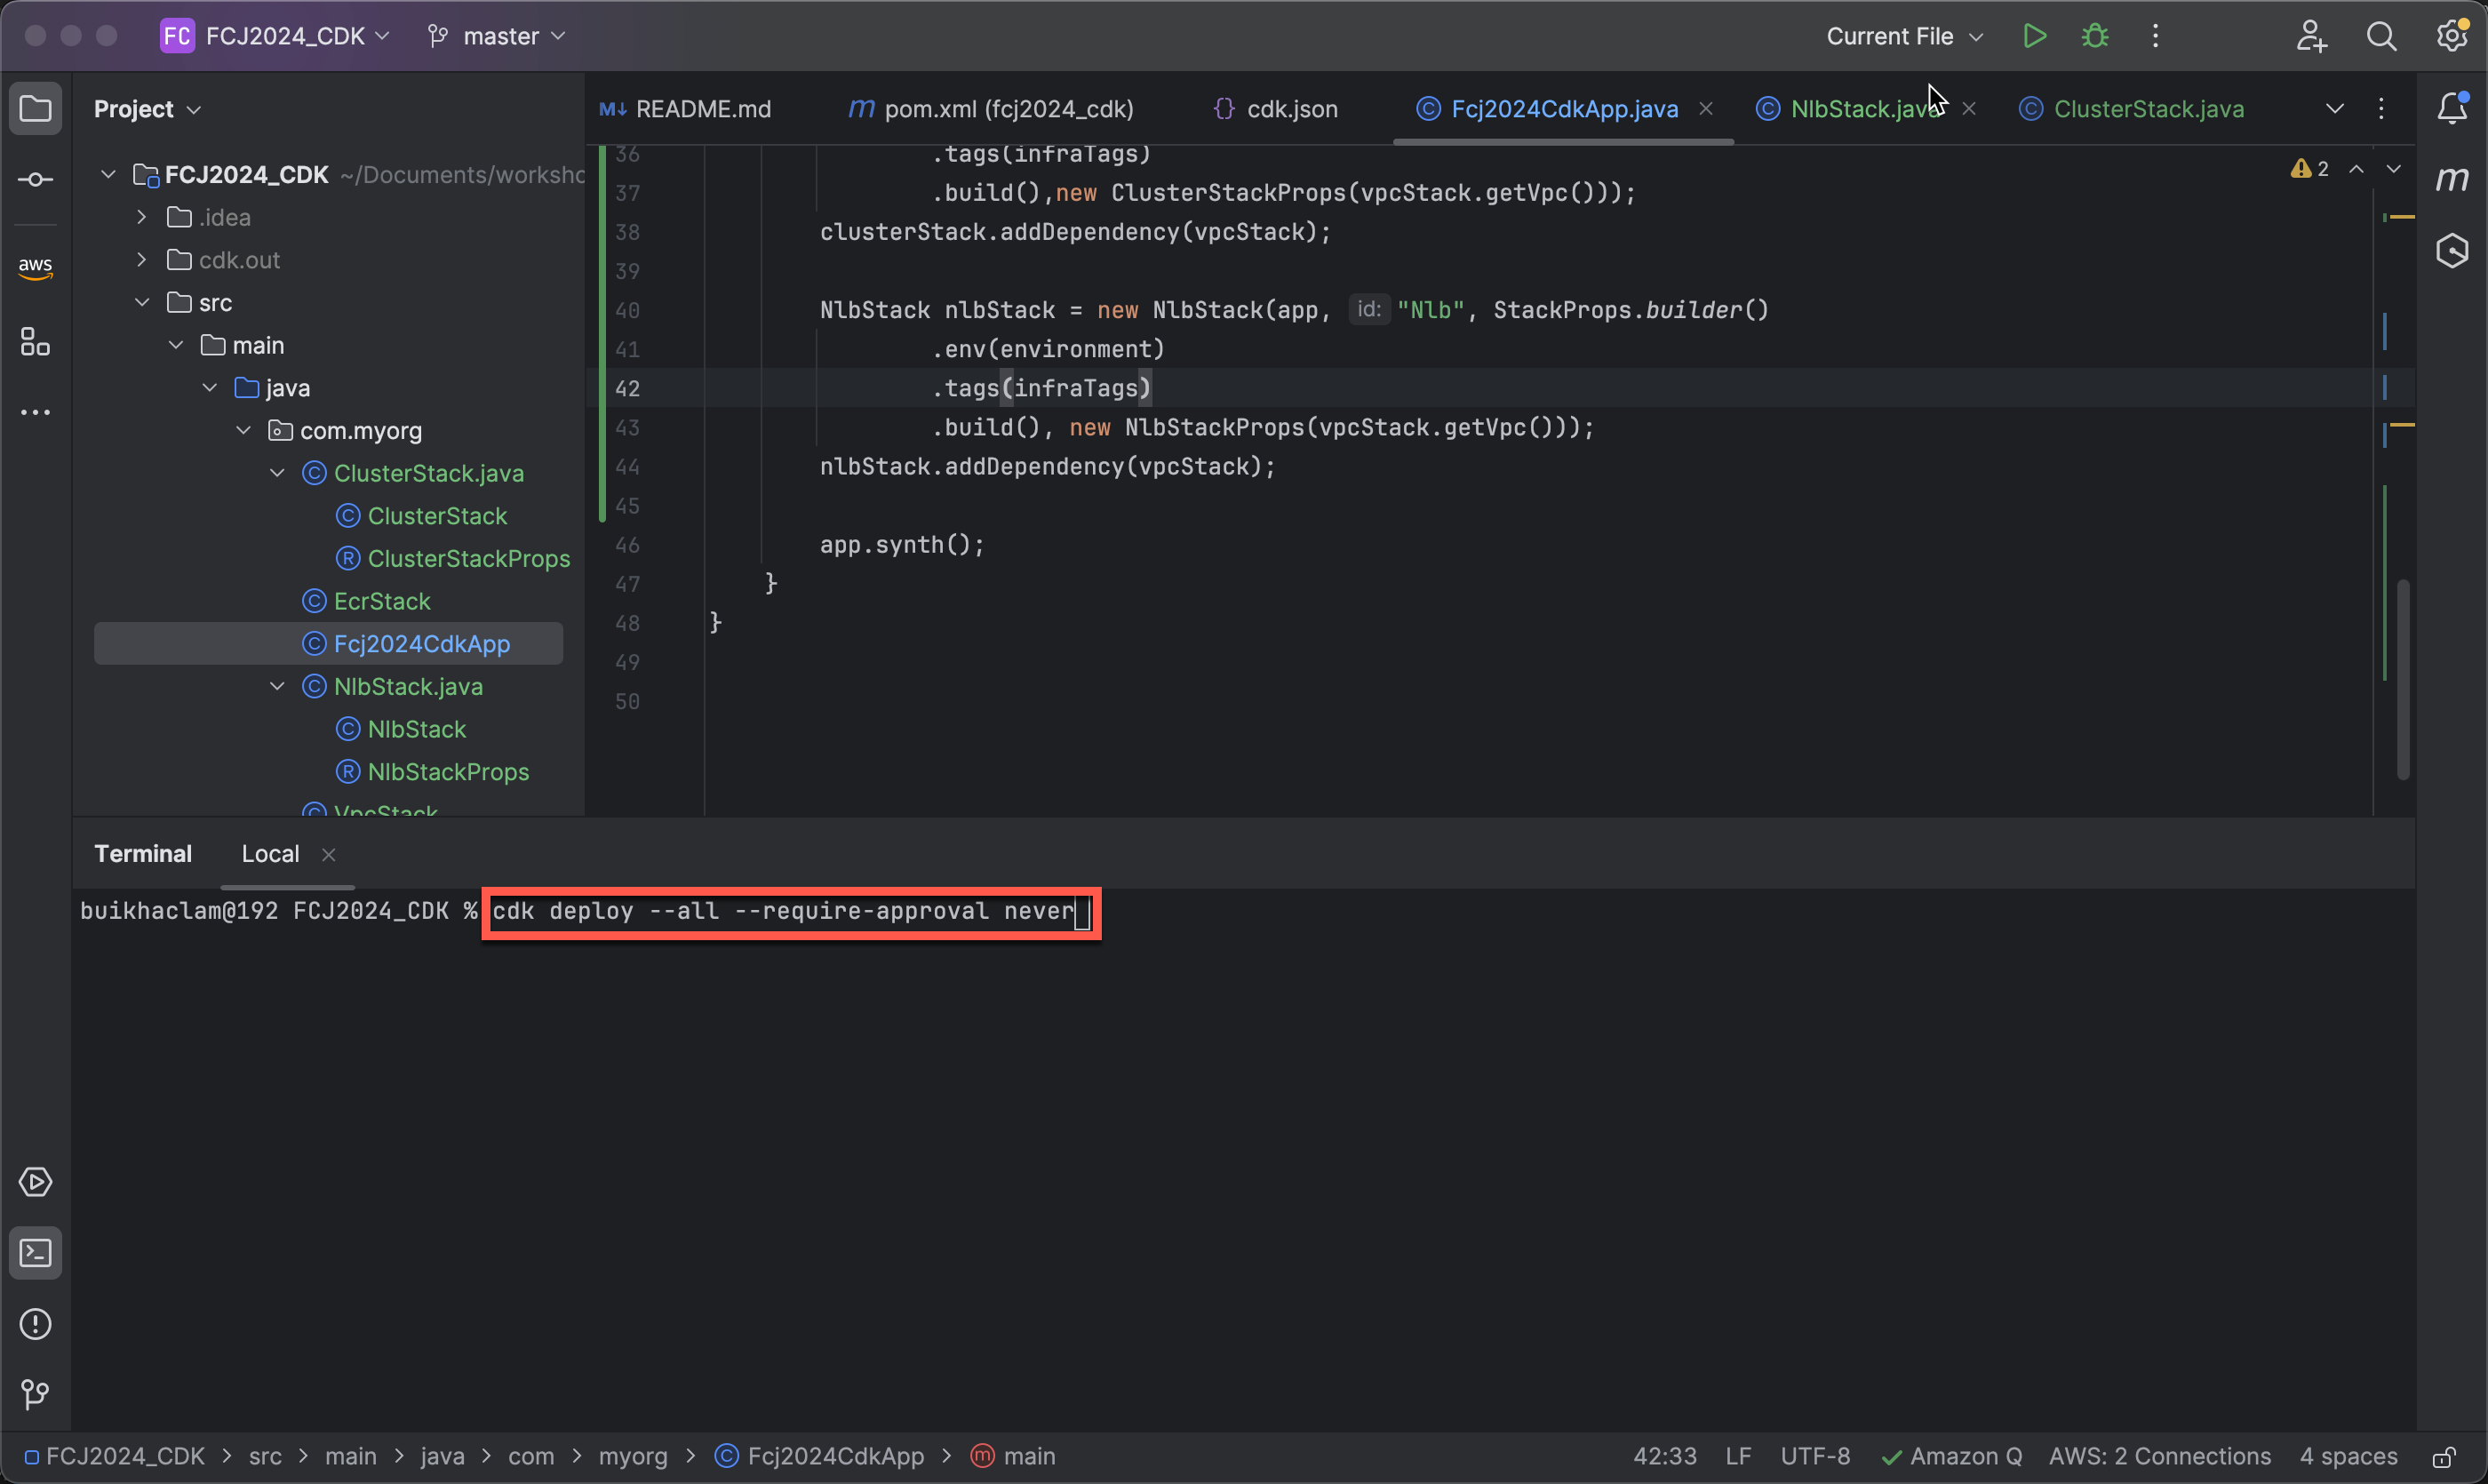 FC FCJ2024_CDK master Current File
Project
README.md pom.xml (fcj2024_cdk) {} cdk.json Fcj2024CdkApp.java NlbStack.java ClusterStack.java
FCJ2024_CDK ~/Documents/worksho
.idea
cdk.out
src
main
java
com.myorg
ClusterStack.java
ClusterStack
ClusterStackProps
EcrStack
Fcj2024CdkApp
NlbStack.java
NlbStack
NlbStackProps
VpcStack
aws
2
36 .tags(infraTags)
37 .build(),new ClusterStackProps(vpcStack.getVpc()));
38 clusterStack.addDependency(vpcStack);
39
40 NlbStack nlbStack = new NlbStack(app, id: "Nlb", StackProps.builder()
41 .env(environment)
42 .tags(infraTags)
43 .build(), new NlbStackProps(vpcStack.getVpc()));
44 nlbStack.addDependency(vpcStack);
45
46 app.synth();
47 }
48 }
49
50
Terminal Local
buikhaclam@192 FCJ2024_CDK % cdk deploy --all --require-approval never
FCJ2024_CDK > src > main > java > com > myorg > Fcj2024CdkApp > main 42:33 LF UTF-8 Amazon Q AWS: 2 Connections 4 spaces